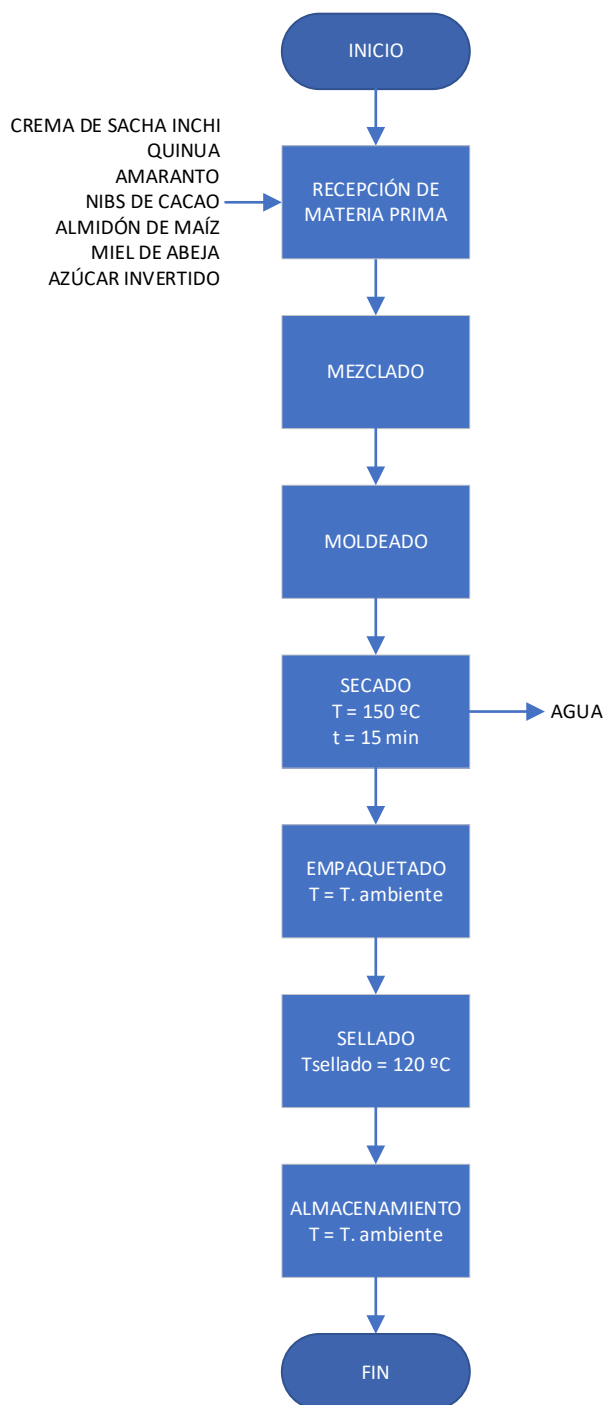 INICIO
CREMA DE SACHA INCHI
QUINUA
AMARANTO
NIBS DE CACAO
ALMIDÓN DE MAÍZ
MIEL DE ABEJA
AZÚCAR INVERTIDO
RECEPCIÓN DE
MATERIA PRIMA
MEZCLADO
MOLDEADO
SECADO
T = 150 ºC
t = 15 min
AGUA
EMPAQUETADO
T = T. ambiente
SELLADO
Tsellado = 120 ºC
ALMACENAMIENTO
T = T. ambiente
FIN